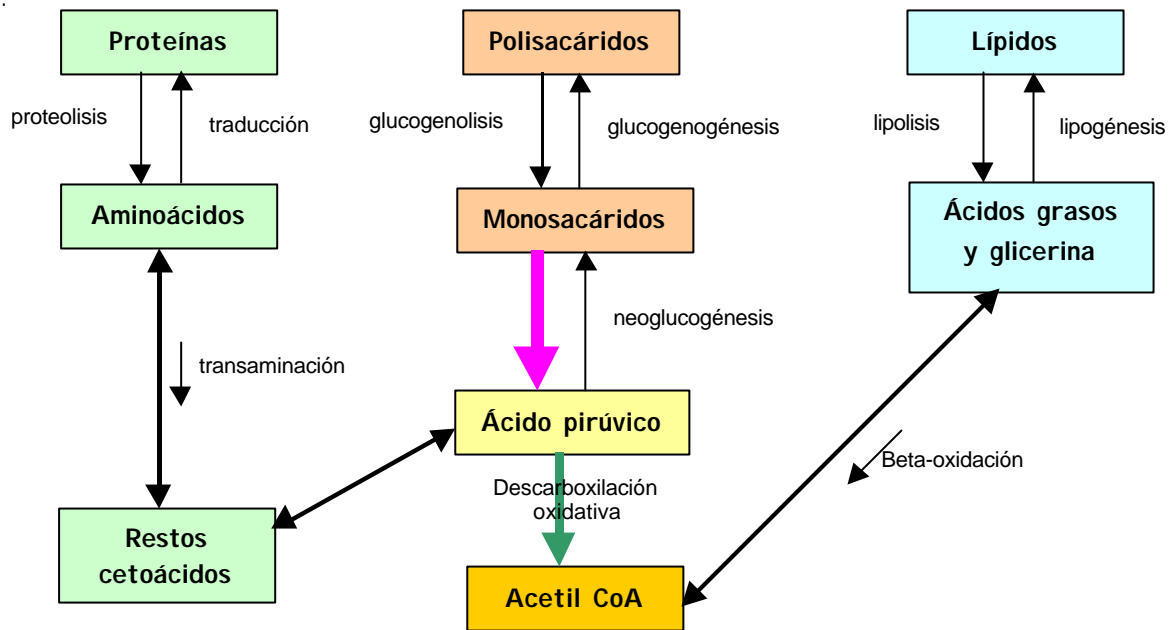 Proteínas
Polisacáridos
Lípidos
proteolisis
traducción
glucogenolisis
glucogenogénesis
lipolisis
lipogénesis
Aminoácidos
Monosacáridos
Ácidos grasos
y glicerina
neoglucogénesis
transaminación
Ácido pirúvico
Beta-oxidación
Descarboxilación
oxidativa
Restos
cetoácidos
Acetil CoA